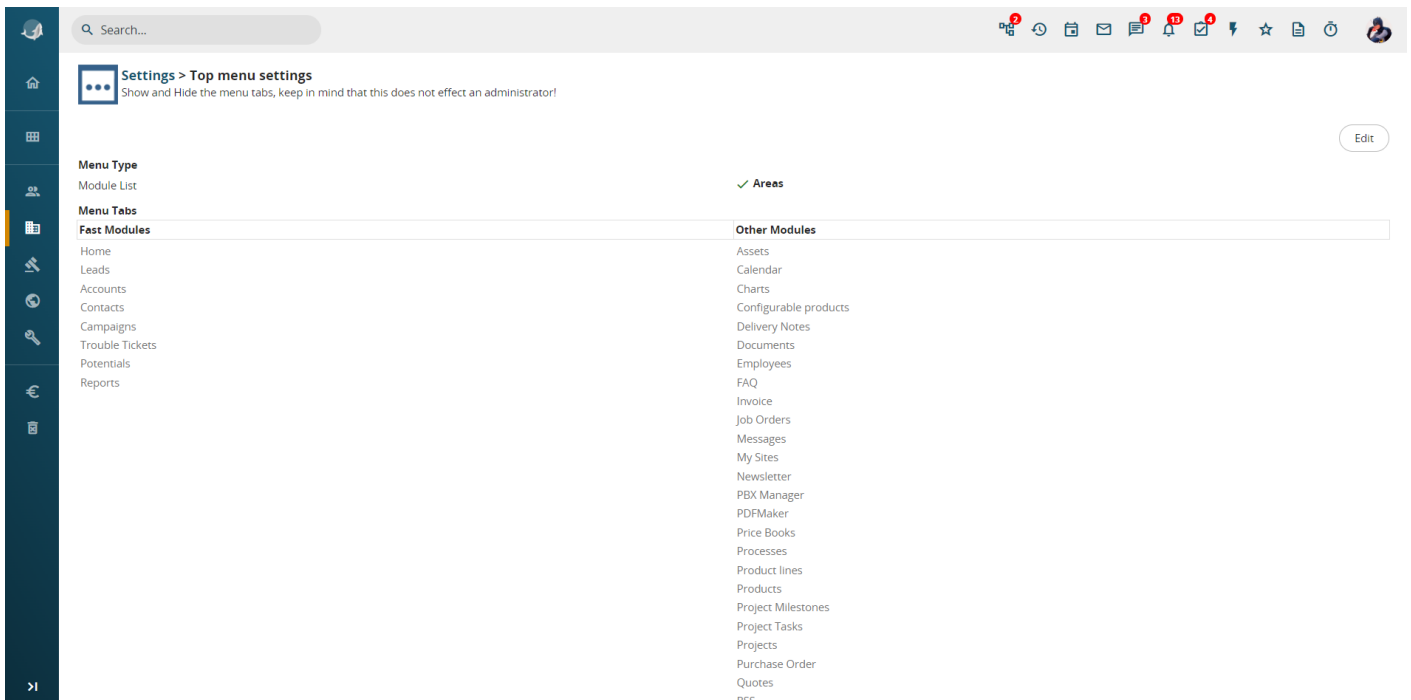 Search...
2
3
13
4
Settings > Top menu settings
Show and Hide the menu tabs, keep in mind that this does not effect an administrator!
Edit
Menu Type
Module List
Areas
Menu Tabs
Fast Modules
Other Modules
Home
Assets
Leads
Calendar
Accounts
Charts
Contacts
Configurable products
Campaigns
Delivery Notes
Trouble Tickets
Documents
Potentials
Employees
Reports
FAQ
Invoice
Job Orders
Messages
My Sites
Newsletter
PBX Manager
PDFMaker
Price Books
Processes
Product lines
Products
Project Milestones
Project Tasks
Projects
Purchase Order
Quotes